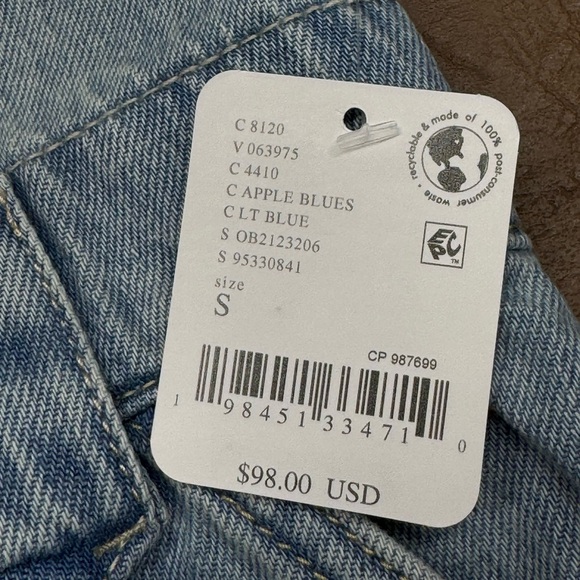 C 8120
V 063975
C 4410
C APPLE BLUES
C LT BLUE
S OB2123206
S 95330841
size
S
recyclable & made of 100% post-consumer waste •
EPC™
CP 987699
1 98451 33471 0
$98.00 USD